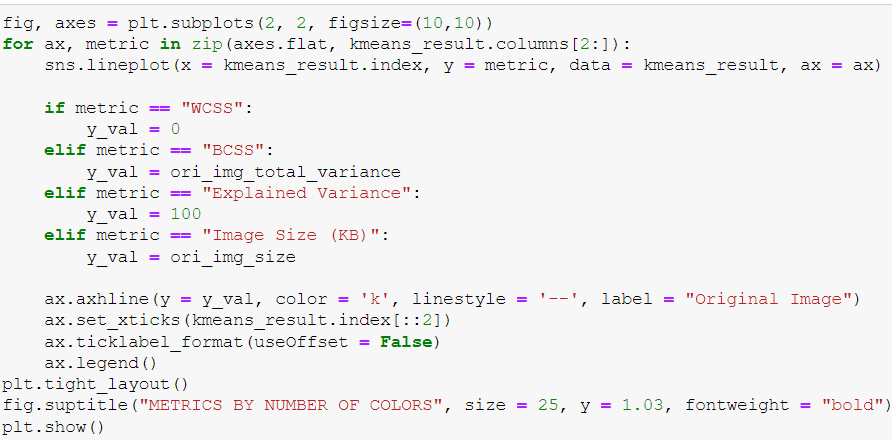 fig, axes = plt.subplots(2, 2, figsize=(10,10))
for ax, metric in zip(axes.flat, kmeans_result.columns[2:]):
    sns.lineplot(x = kmeans_result.index, y = metric, data = kmeans_result, ax = ax)

    if metric == "WCSS":
        y_val = 0
    elif metric == "BCSS":
        y_val = ori_img_total_variance
    elif metric == "Explained Variance":
        y_val = 100
    elif metric == "Image Size (KB)":
        y_val = ori_img_size

    ax.axhline(y = y_val, color = 'k', linestyle = '--', label = "Original Image")
    ax.set_xticks(kmeans_result.index[::2])
    ax.ticklabel_format(useOffset = False)
    ax.legend()
plt.tight_layout()
fig.suptitle("METRICS BY NUMBER OF COLORS", size = 25, y = 1.03, fontweight = "bold")
plt.show()